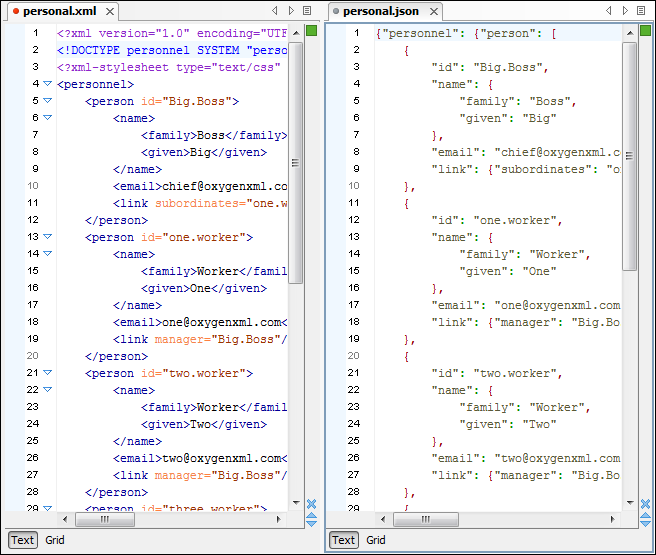 personal.xml
1 <?xml version="1.0" encoding="UTF
2 <!DOCTYPE personnel SYSTEM "perso
3 <?xml-stylesheet type="text/css"
4 <personnel>
5 <person id="Big.Boss">
6 <name>
7 <family>Boss</family>
8 <given>Big</given>
9 </name>
10 <email>chief@oxygenxml.co
11 <link subordinates="one.w
12 </person>
13 <person id="one.worker">
14 <name>
15 <family>Worker</famil
16 <given>One</given>
17 </name>
18 <email>one@oxygenxml.com<
19 <link manager="Big.Boss"/
20 </person>
21 <person id="two.worker">
22 <name>
23 <family>Worker</famil
24 <given>Two</given>
25 </name>
26 <email>two@oxygenxml.com<
27 <link manager="Big.Boss"/
28 </person>
29 <person id="three.worker">
Text Grid
personal.json
1 {"personnel": {"person": [
2 {
3 "id": "Big.Boss",
4 "name": {
5 "family": "Boss",
6 "given": "Big"
7 },
8 "email": "chief@oxygenxml.co
9 "link": {"subordinates": "on
10 },
11 {
12 "id": "one.worker",
13 "name": {
14 "family": "Worker",
15 "given": "One"
16 },
17 "email": "one@oxygenxml.com
18 "link": {"manager": "Big.Bo
19 },
20 {
21 "id": "two.worker",
22 "name": {
23 "family": "Worker",
24 "given": "Two"
25 },
26 "email": "two@oxygenxml.com
27 "link": {"manager": "Big.Bo
28 },
29 {
Text Grid